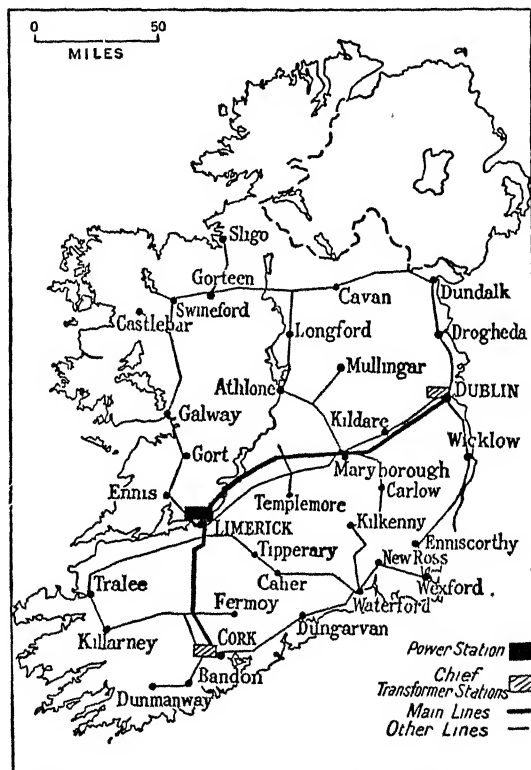 0 50
MILES
Sligo
Gorteen
Swineford
Castlebar
Cavan
Dundalk
Longford
Drogheda
Mullingar
Athlone
DUBLIN
Galway
Kildare
Wicklow
Gort
Maryborough
Ennis
Templemore
Carlow
LIMERICK
Kilkenny
Enniscorthy
Tipperary
New Ross
Caher
Wexford
Tralee
Waterford
Fermoy
Dungarvan
Killarney
CORK
Bandon
Dunmanway
Power Station
Chief
Transformer Stations
Main Lines
Other Lines